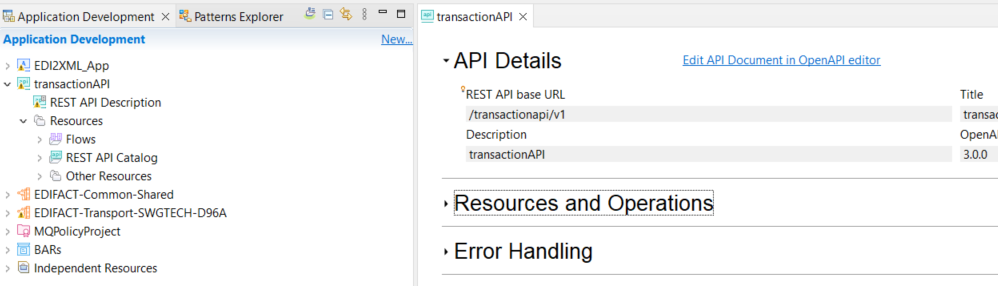 Application Development
Patterns Explorer
Application Development
New...
EDI2XML_App
transactionAPI
REST API Description
Resources
Flows
REST API Catalog
Other Resources
EDIFACT-Common-Shared
EDIFACT-Transport-SWGTECH-D96A
MQPolicyProject
BARs
Independent Resources
transactionAPI
API Details
Edit API Document in OpenAPI editor
REST API base URL
Title
/transactionapi/v1
transac
Description
OpenAP
transactionAPI
3.0.0
Resources and Operations
Error Handling